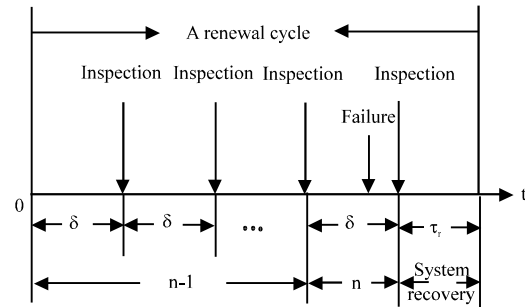 A renewal cycle
Inspection Inspection Inspection Inspection
Failure
0 t
δ δ ... δ τr
n-1 n System
recovery